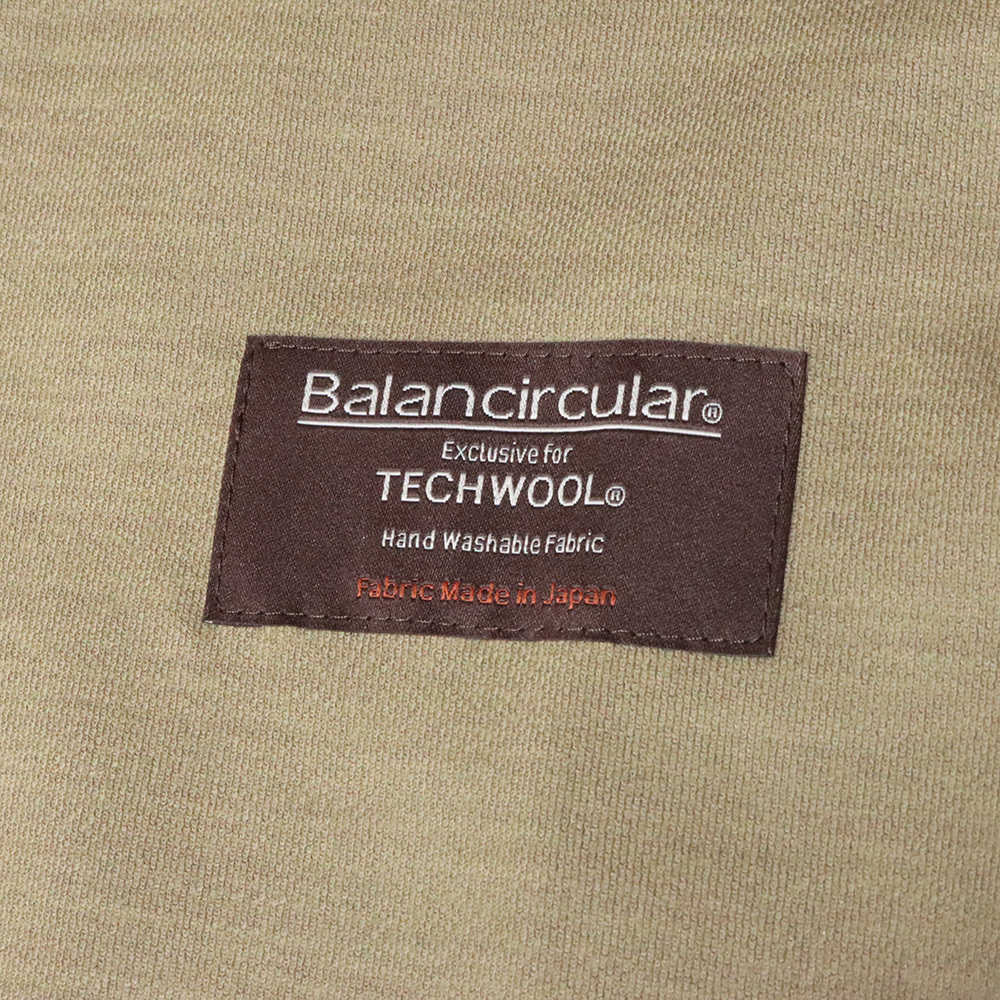 Balancircular®
Exclusive for
TECHWOOL®
Hand Washable Fabric
Fabric Made in Japan